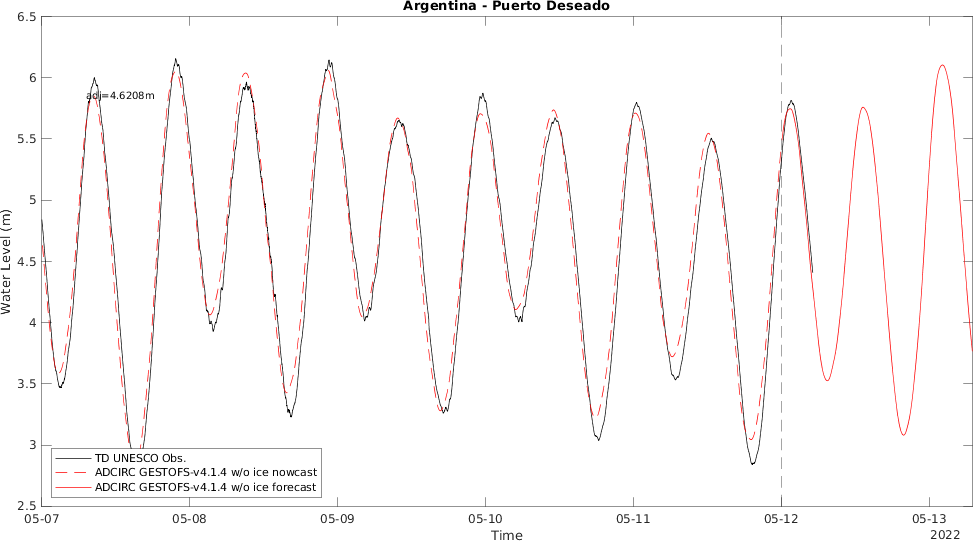 Argentina - Puerto Deseado
6.5
6
5.5
5
4.5
4
3.5
3
2.5
Water Level (m)
adj=4.6208m
TD UNESCO Obs.
ADCIRC GESTOFS-v4.1.4 w/o ice nowcast
ADCIRC GESTOFS-v4.1.4 w/o ice forecast
05-07 05-08 05-09 05-10 05-11 05-12 05-13
Time
2022